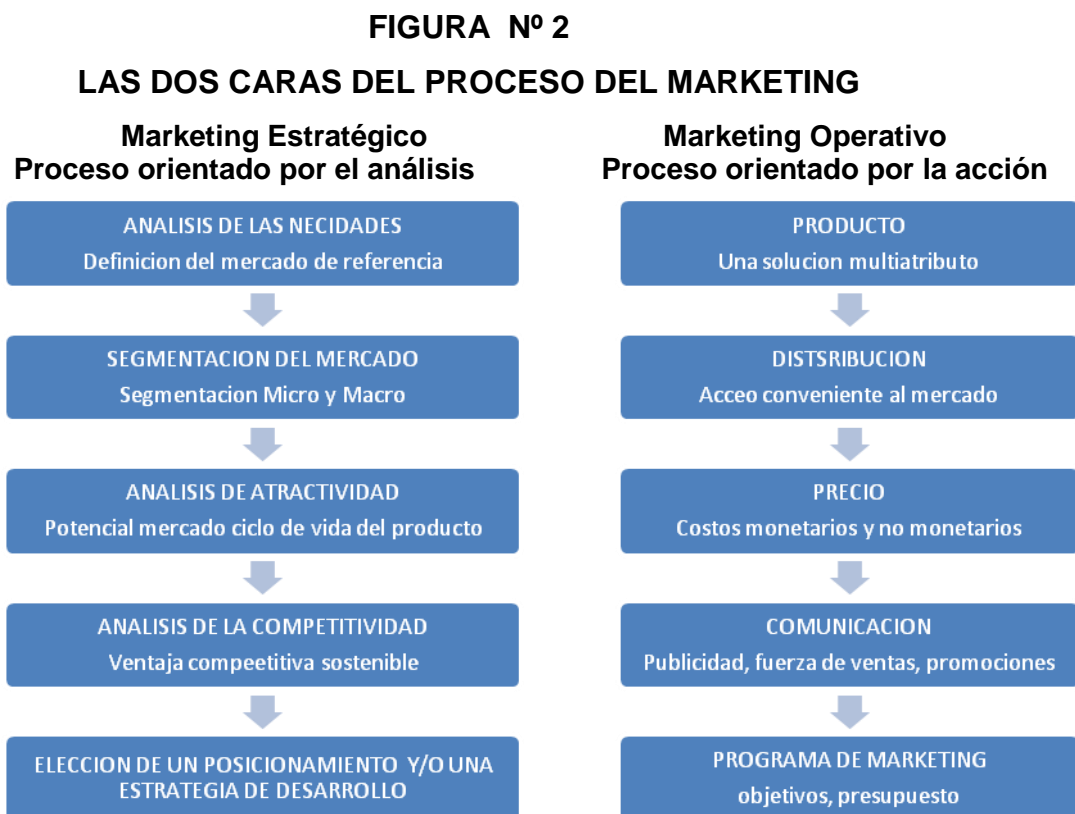 FIGURA Nº 2
LAS DOS CARAS DEL PROCESO DEL MARKETING
Marketing Estratégico
Proceso orientado por el análisis
ANALISIS DE LAS NECIDADES
Definicion del mercado de referencia
SEGMENTACION DEL MERCADO
Segmentacion Micro y Macro
ANALISIS DE ATRACTIVIDAD
Potencial mercado ciclo de vida del producto
ANALISIS DE LA COMPETITIVIDAD
Ventaja compeetitiva sostenible
ELECCION DE UN POSICIONAMIENTO Y/O UNA
ESTRATEGIA DE DESARROLLO
Marketing Operativo
Proceso orientado por la acción
PRODUCTO
Una solucion multiatributo
DISTSRIBUCION
Acceo conveniente al mercado
PRECIO
Costos monetarios y no monetarios
COMUNICACION
Publicidad, fuerza de ventas, promociones
PROGRAMA DE MARKETING
objetivos, presupuesto